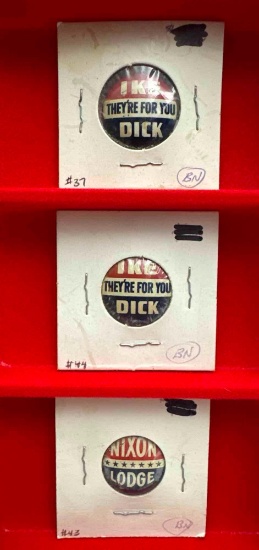 IKE
THEY'RE FOR YOU
DICK
#37
BN
IKE
THEY'RE FOR YOU
DICK
#44
BN
NIXON
LODGE
#43
BN